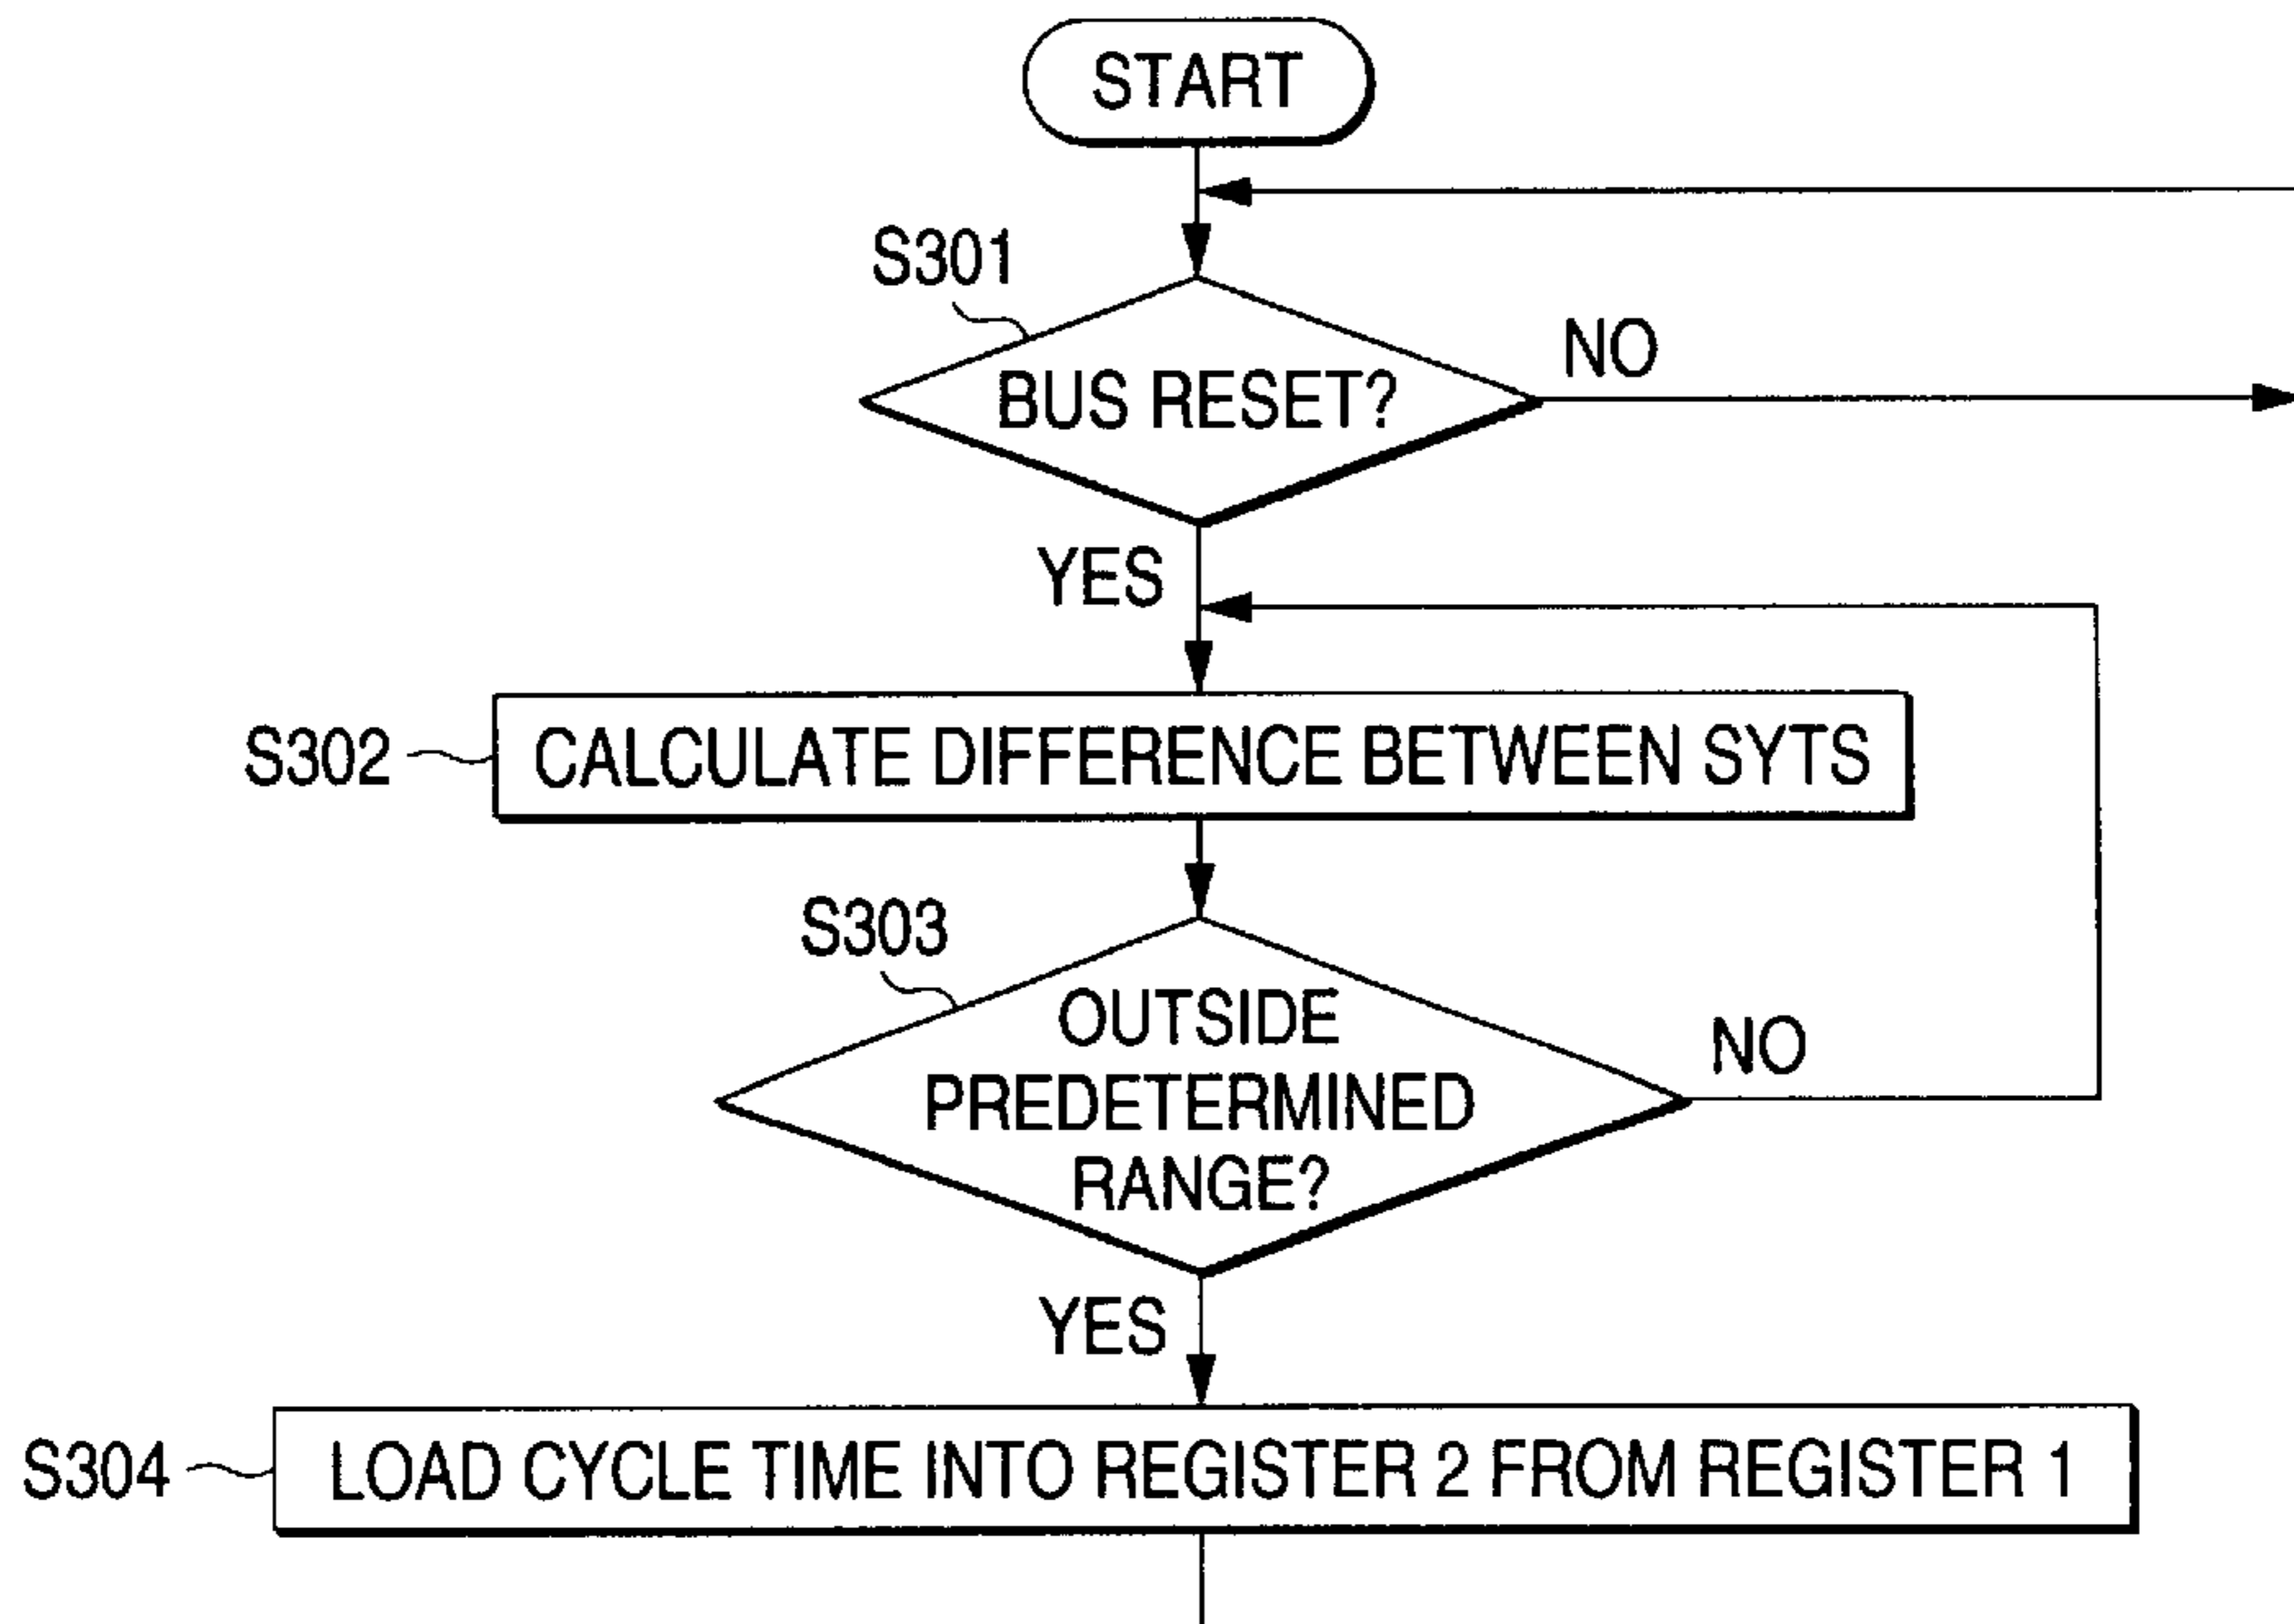 START
S301
BUS RESET?
NO
YES
S302
CALCULATE DIFFERENCE BETWEEN SYTS
S303
OUTSIDE
PREDETERMINED
RANGE?
NO
YES
S304
LOAD CYCLE TIME INTO REGISTER 2 FROM REGISTER 1